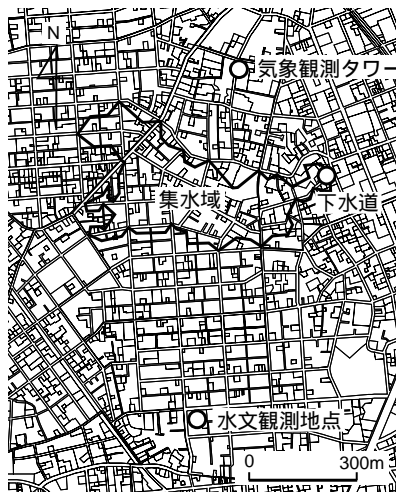 N
気象観測タワー
集水域
下水道
水文観測地点
0 300m